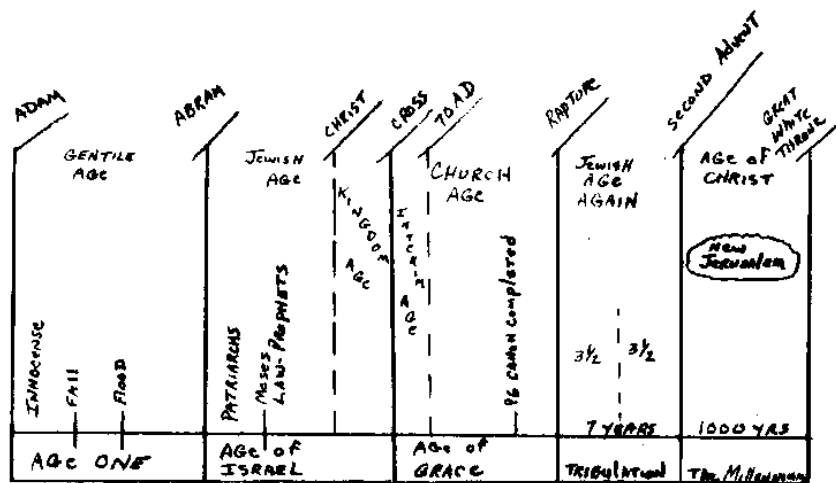 ADAM
ABRAM
CHRIST
CROSS
70 A.D
RAPTURE
SECOND ADVENT
GREAT
WHITE
THRONE
GENTILE
AGE
JEWISH
AGE
KINGDOM
AGE
INTERIM
AGE
CHURCH
AGE
JEWISH
AGE
AGAIN
AGE OF
CHRIST
NEW
JERUSALEM
INNOCENSE
FALL
FLOOD
PATRIARCHS
MOSES
LAW-PROPHETS
96 CANON COMPLETED
3½
3½
7 YEARS
1000 YRS
AGE ONE
AGE OF
ISRAEL
AGE OF
GRACE
TRIBULATION
THE MILLENNIUM